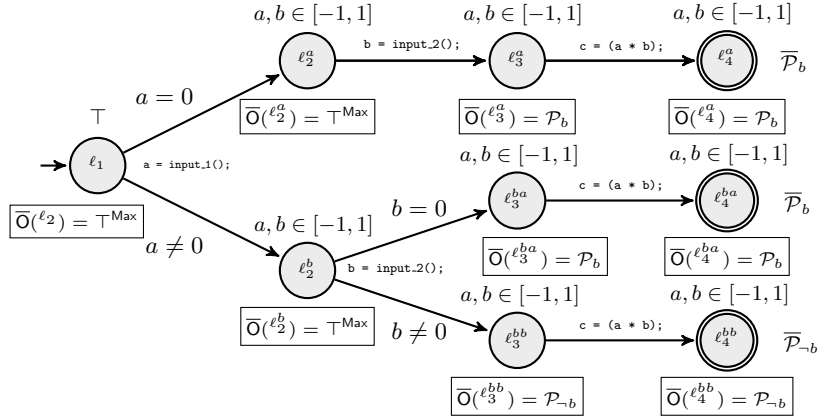 a, b ∈ [−1, 1] a, b ∈ [−1, 1] a, b ∈ [−1, 1]
ℓ₂ᵃ b = input_2(); ℓ₃ᵃ c = (a * b); ℓ₄ᵃ P̅_b
a = 0
O̅(ℓ₂ᵃ) = ⊤^Max O̅(ℓ₃ᵃ) = P_b O̅(ℓ₄ᵃ) = P_b
⊤
ℓ₁ a = input_1();
a, b ∈ [−1, 1] a, b ∈ [−1, 1]
ℓ₃ᵇᵃ c = (a * b); ℓ₄ᵇᵃ P̅_b
O̅(ℓ₂) = ⊤^Max
a ≠ 0
a, b ∈ [−1, 1] b = 0
O̅(ℓ₃ᵇᵃ) = P_b O̅(ℓ₄ᵇᵃ) = P_b
ℓ₂ᵇ b = input_2();
a, b ∈ [−1, 1] a, b ∈ [−1, 1]
O̅(ℓ₂ᵇ) = ⊤^Max b ≠ 0
ℓ₃ᵇᵇ c = (a * b); ℓ₄ᵇᵇ P̅_¬b
O̅(ℓ₃ᵇᵇ) = P_¬b O̅(ℓ₄ᵇᵇ) = P_¬b